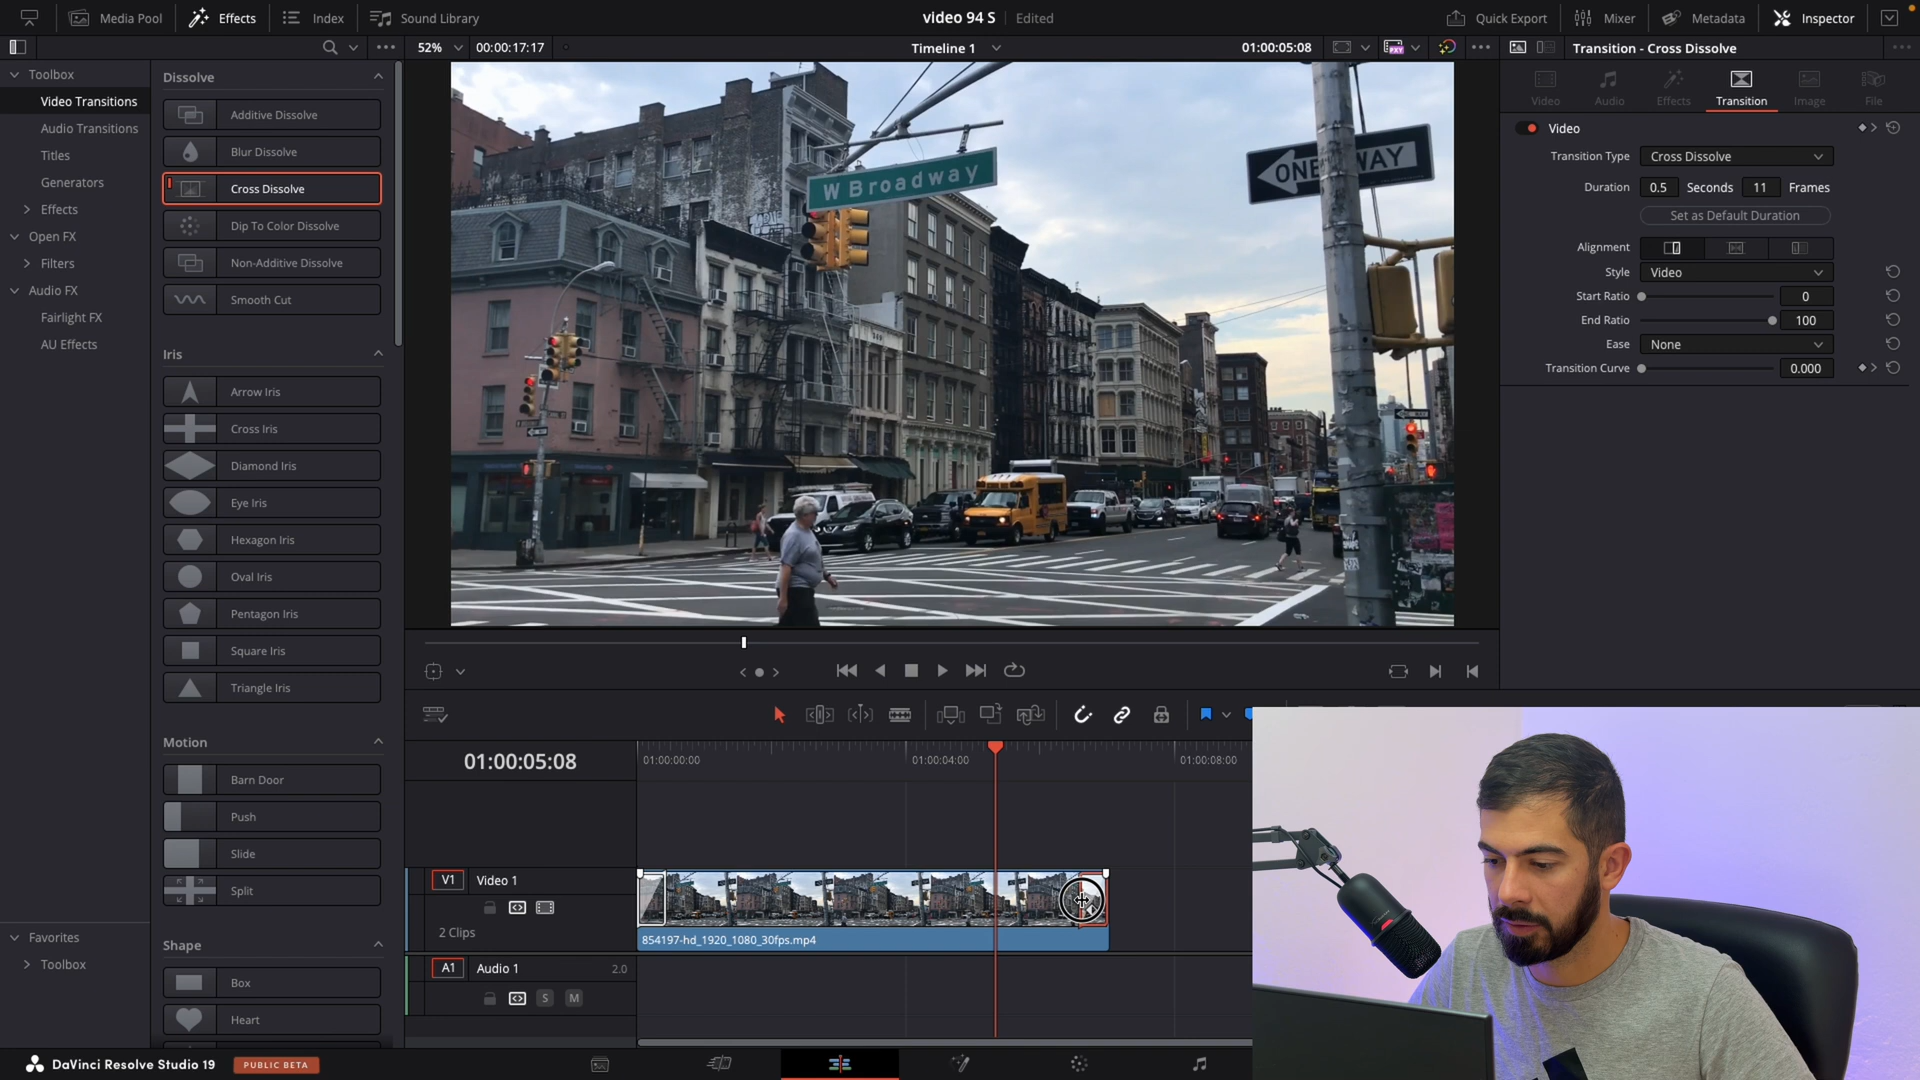 Media Pool
Effects
Index
Sound Library
video 94 S
Edited
Quick Export
Mixer
Metadata
Inspector
52%
00:00:17:17
Timeline 1
01:00:05:08
Transition - Cross Dissolve
Toolbox
Video Transitions
Audio Transitions
Titles
Generators
Effects
Open FX
Filters
Audio FX
Fairlight FX
AU Effects
Favorites
Toolbox
Dissolve
Additive Dissolve
Blur Dissolve
Cross Dissolve
Dip To Color Dissolve
Non-Additive Dissolve
Smooth Cut
Iris
Arrow Iris
Cross Iris
Diamond Iris
Eye Iris
Hexagon Iris
Oval Iris
Pentagon Iris
Square Iris
Triangle Iris
Motion
Barn Door
Push
Slide
Split
Shape
Box
Heart
W Broadway
ONE WAY
Video
Audio
Effects
Transition
Image
File
Video
Transition Type Cross Dissolve
Duration 0.5 Seconds 11 Frames
Set as Default Duration
Alignment
Style Video
Start Ratio 0
End Ratio 100
Ease None
Transition Curve 0.000
01:00:05:08
01:00:00:00
01:00:04:00
01:00:08:00
V1 Video 1
2 Clips
854197-hd_1920_1080_30fps.mp4
A1 Audio 1 2.0
S M
DaVinci Resolve Studio 19
PUBLIC BETA